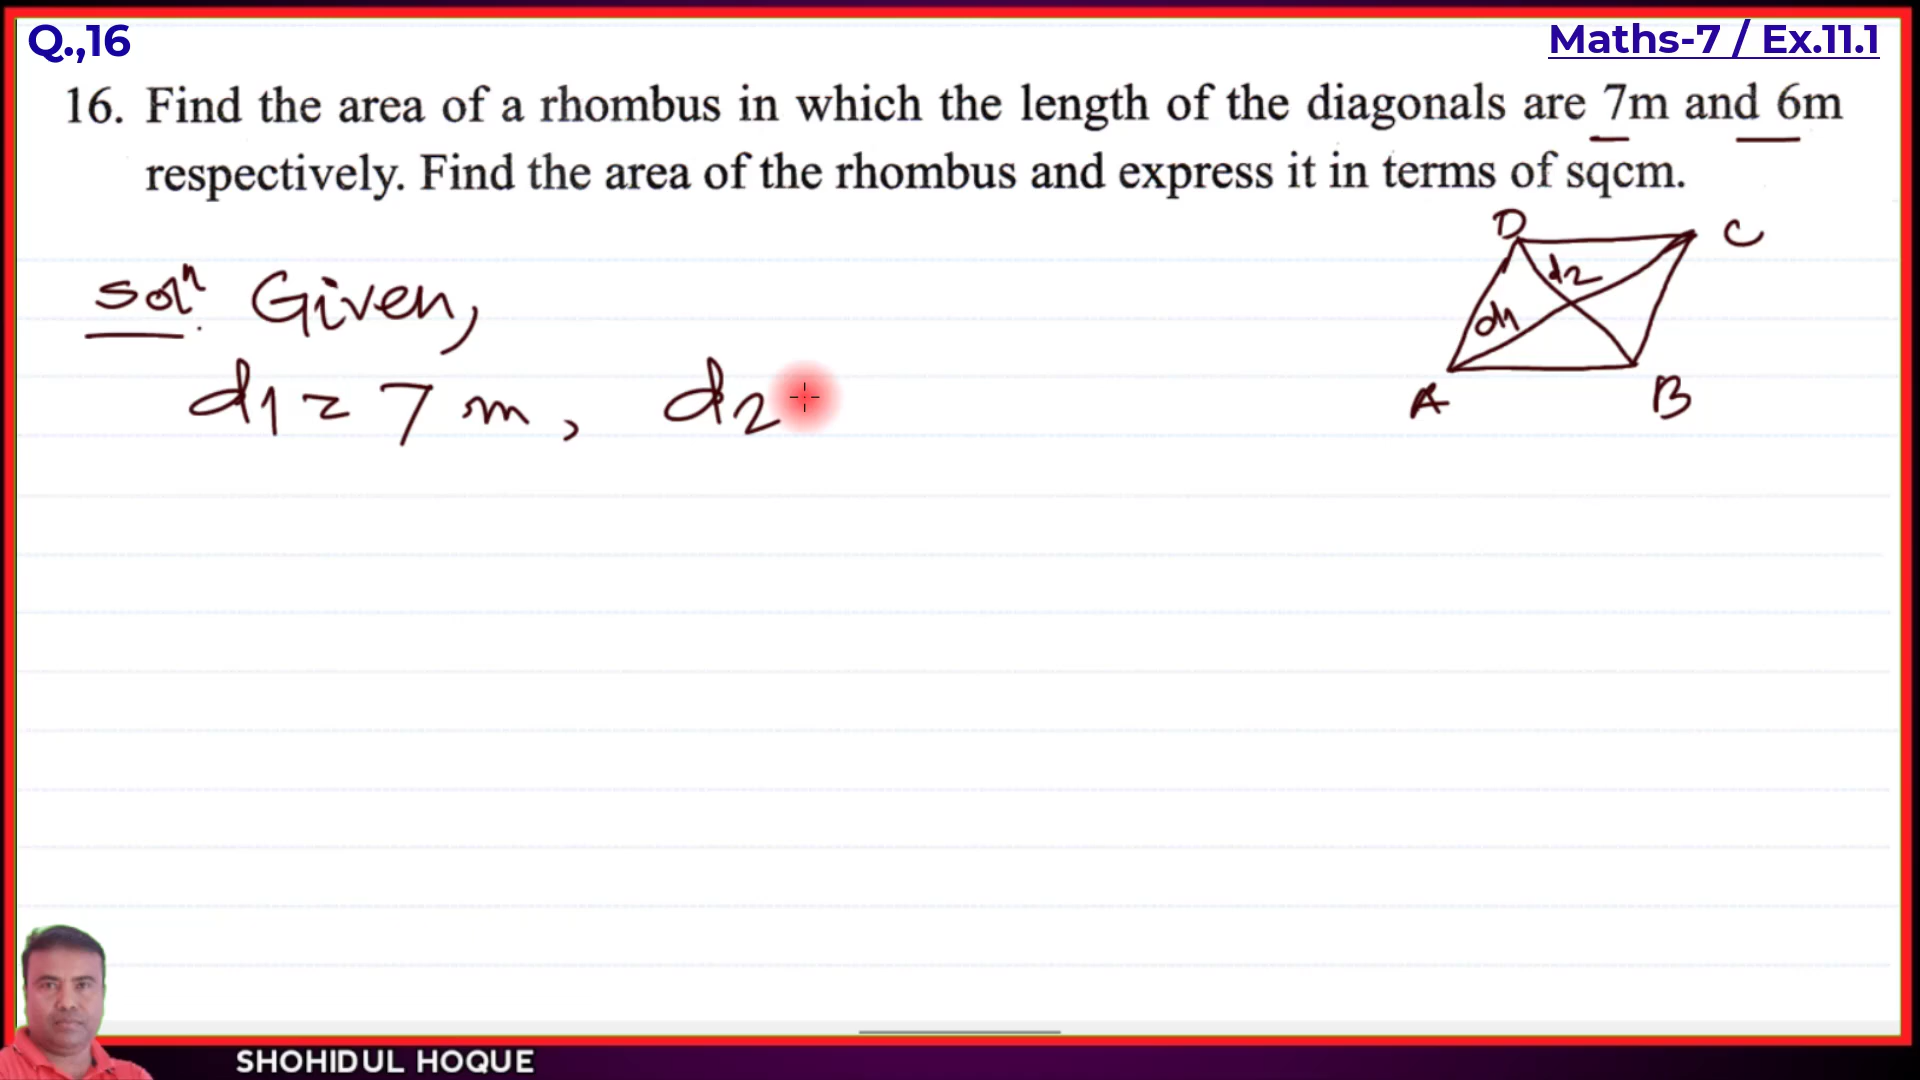 Q.,16
Maths-7 / Ex.11.1
16. Find the area of a rhombus in which the length of the diagonals are 7m and 6m
respectively. Find the area of the rhombus and express it in terms of sqcm.
D
C
d2
d1
A
B
Solⁿ. Given,
d1 = 7 m, d2
SHOHIDUL HOQUE